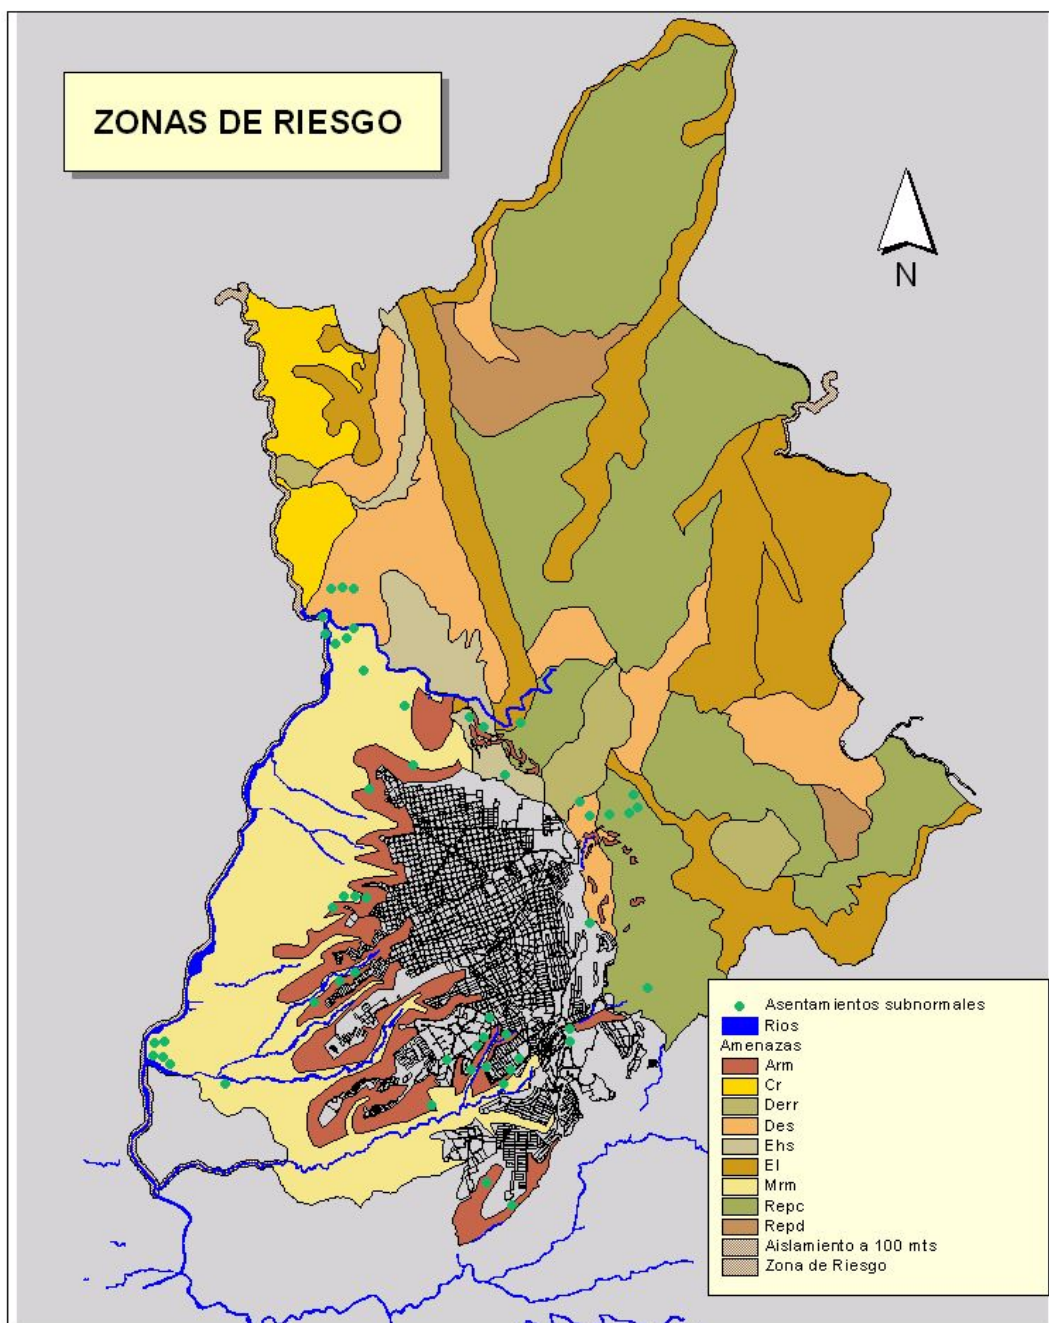 ZONAS DE RIESGO
N
Asentamientos subnormales
Rios
Amenazas
Arm
Cr
Derr
Des
Ehs
El
Mrm
Repc
Repd
Aislamiento a 100 mts
Zona de Riesgo